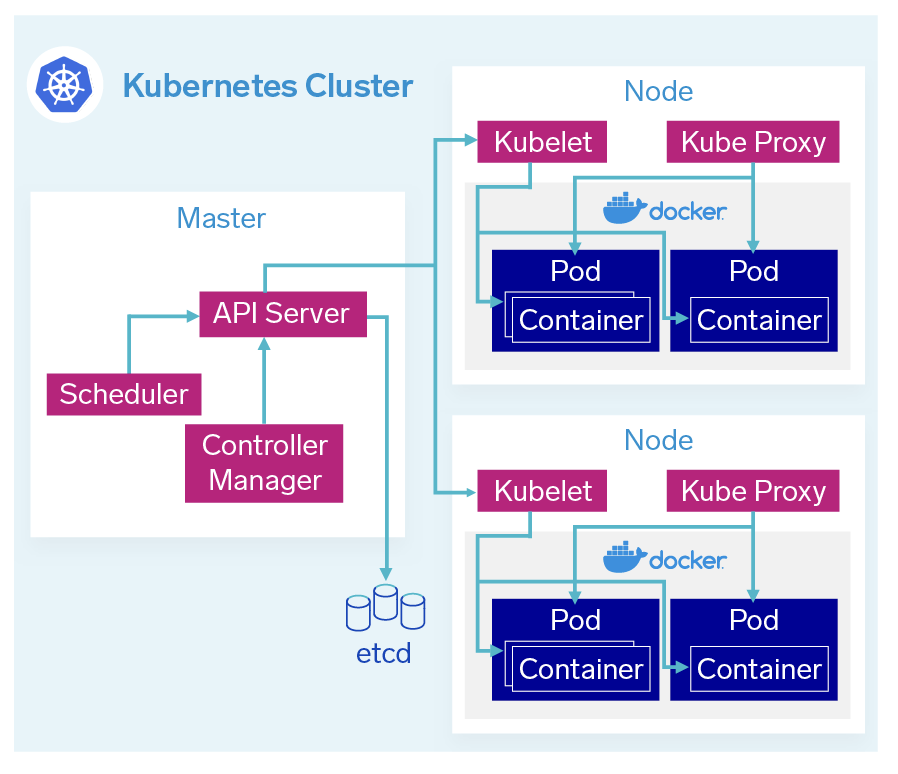 Kubernetes Cluster
Master
API Server
Scheduler
Controller
Manager
etcd
Node
Kubelet
Kube Proxy
docker
Pod
Container
Pod
Container
Node
Kubelet
Kube Proxy
docker
Pod
Container
Pod
Container